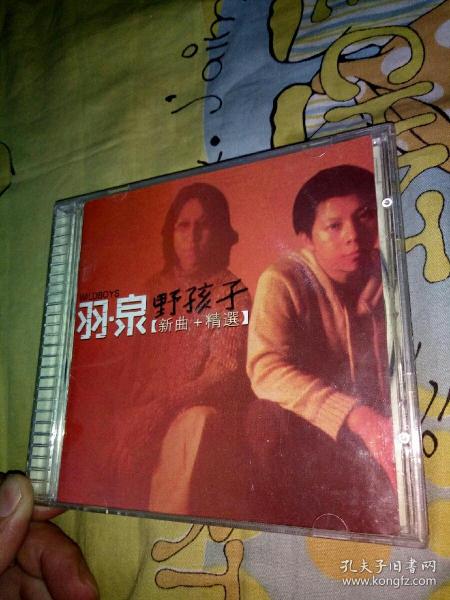 jaim
WILDBOYS
羽·泉 野孩子
【新曲+精選】
孔夫子旧书网
www.kongfz.com